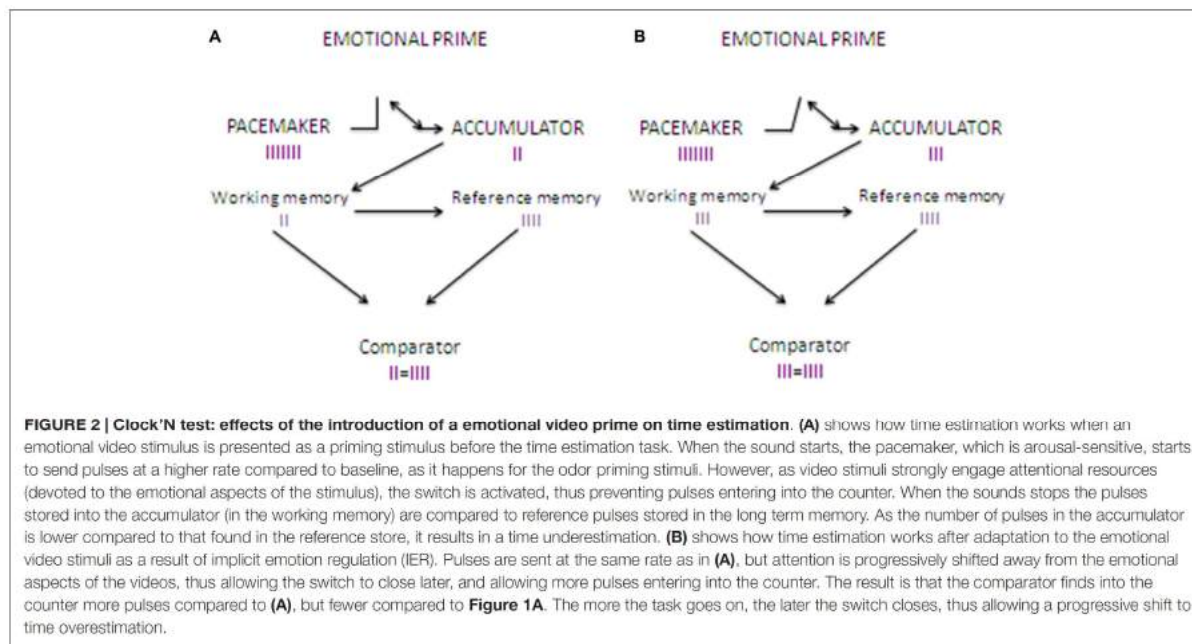 A EMOTIONAL PRIME
PACEMAKER ACCUMULATOR
IIIIIII II
Working memory Reference memory
II IIII
Comparator
II=IIII
B EMOTIONAL PRIME
PACEMAKER ACCUMULATOR
IIIIIII III
Working memory Reference memory
III IIII
Comparator
III=IIII
FIGURE 2 | Clock'N test: effects of the introduction of a emotional video prime on time estimation. (A) shows how time estimation works when an
emotional video stimulus is presented as a priming stimulus before the time estimation task. When the sound starts, the pacemaker, which is arousal-sensitive, starts
to send pulses at a higher rate compared to baseline, as it happens for the odor priming stimuli. However, as video stimuli strongly engage attentional resources
(devoted to the emotional aspects of the stimulus), the switch is activated, thus preventing pulses entering into the counter. When the sounds stops the pulses
stored into the accumulator (in the working memory) are compared to reference pulses stored in the long term memory. As the number of pulses in the accumulator
is lower compared to that found in the reference store, it results in a time underestimation. (B) shows how time estimation works after adaptation to the emotional
video stimuli as a result of implicit emotion regulation (IER). Pulses are sent at the same rate as in (A), but attention is progressively shifted away from the emotional
aspects of the videos, thus allowing the switch to close later, and allowing more pulses entering into the counter. The result is that the comparator finds into the
counter more pulses compared to (A), but fewer compared to Figure 1A. The more the task goes on, the later the switch closes, thus allowing a progressive shift to
time overestimation.